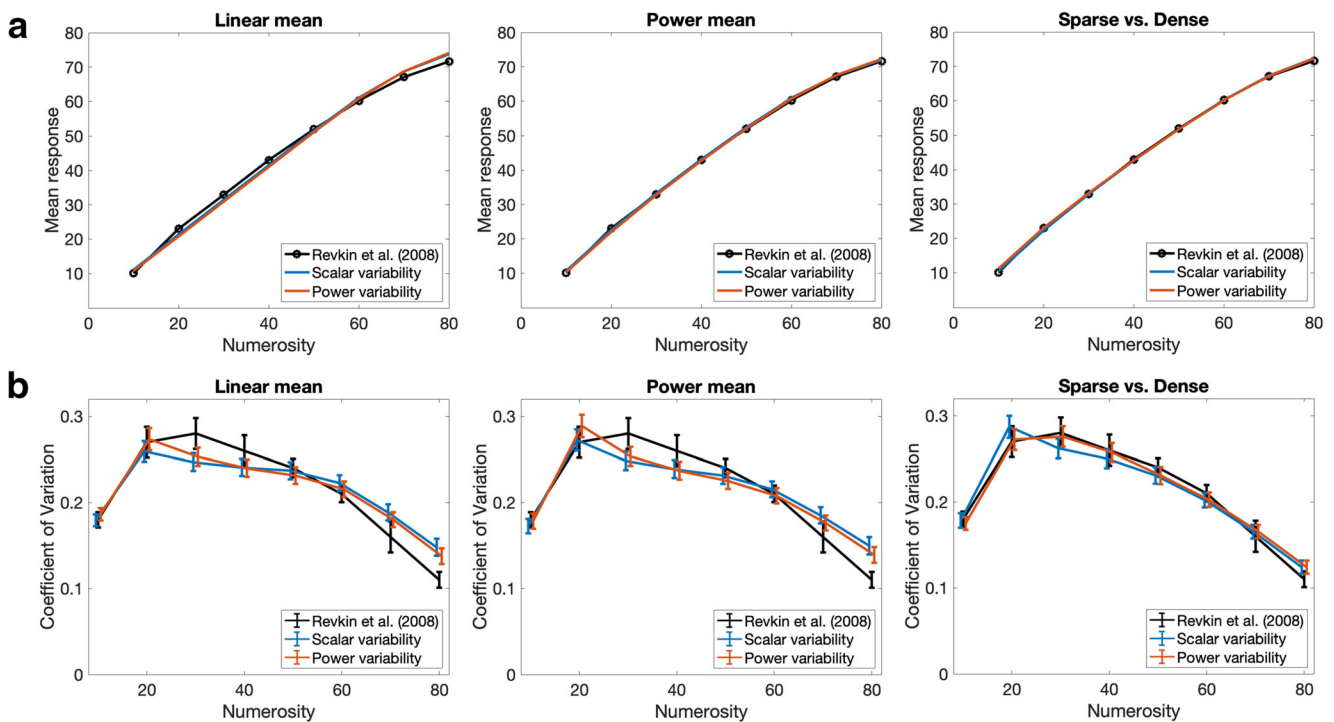 a
Linear mean
Power mean
Sparse vs. Dense
Mean response
80
70
60
50
40
30
20
10
0
20
40
60
80
Numerosity
Revkin et al. (2008)
Scalar variability
Power variability
Mean response
80
70
60
50
40
30
20
10
0
20
40
60
80
Numerosity
Revkin et al. (2008)
Scalar variability
Power variability
Mean response
80
70
60
50
40
30
20
10
0
20
40
60
80
Numerosity
Revkin et al. (2008)
Scalar variability
Power variability
b
Linear mean
Power mean
Sparse vs. Dense
Coefficient of Variation
0.3
0.2
0.1
0
20
40
60
80
Numerosity
Revkin et al. (2008)
Scalar variability
Power variability
Coefficient of Variation
0.3
0.2
0.1
0
20
40
60
80
Numerosity
Revkin et al. (2008)
Scalar variability
Power variability
Coefficient of Variation
0.3
0.2
0.1
0
20
40
60
80
Numerosity
Revkin et al. (2008)
Scalar variability
Power variability